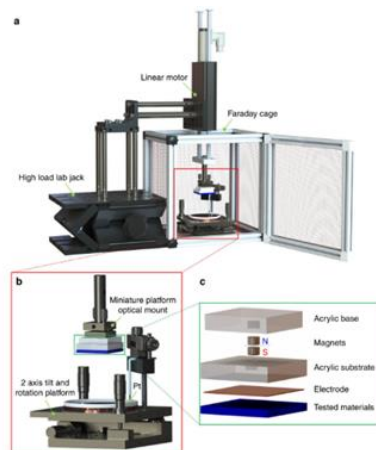 a
Linear motor
Faraday cage
High load lab jack
b
Miniature platform
optical mount
2 axis tilt and
rotation platform
Pt
c
Acrylic base
N
Magnets
S
Acrylic substrate
Electrode
Tested materials